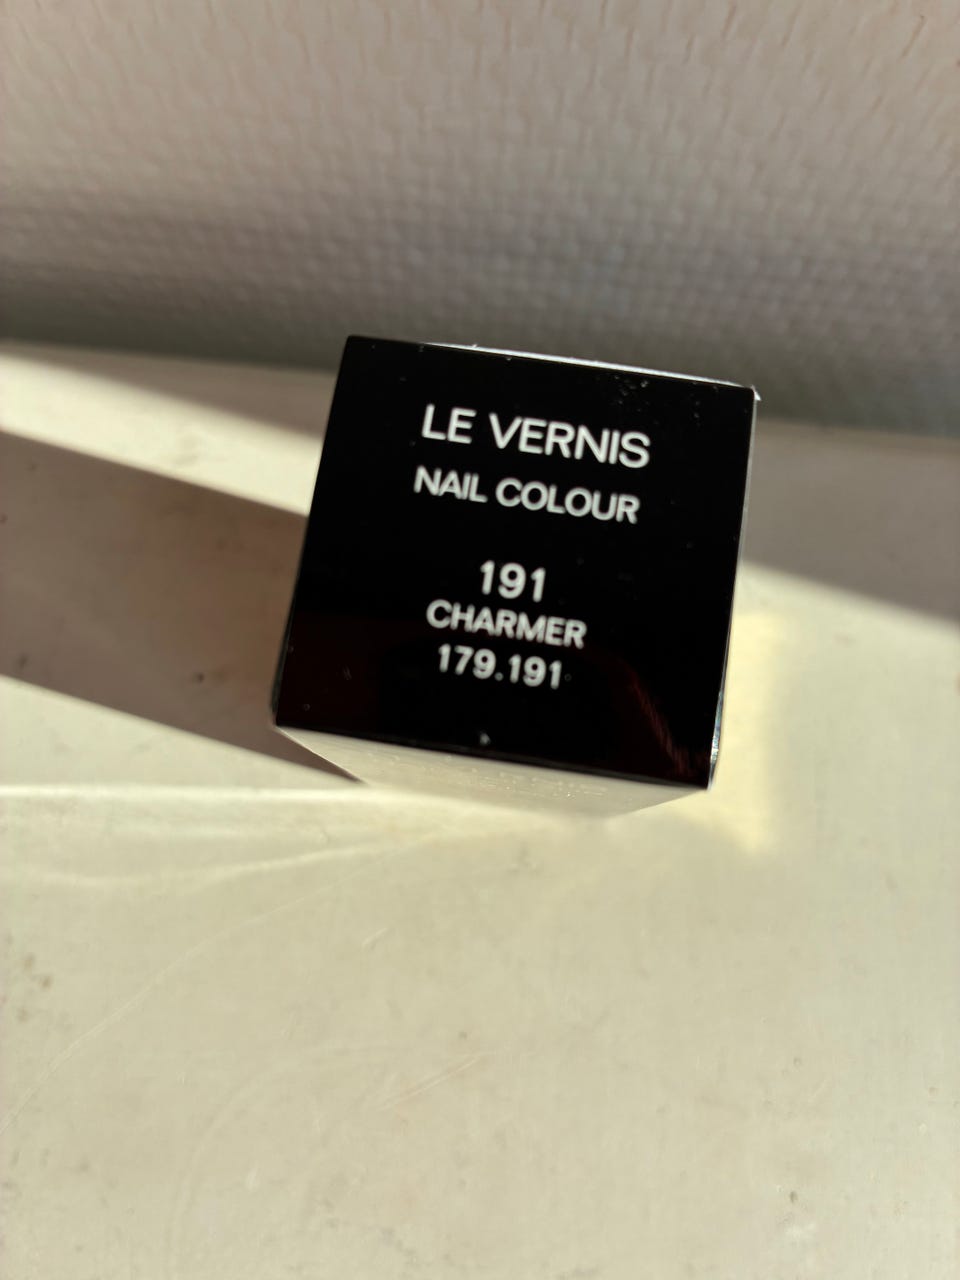 LE VERNIS
NAIL COLOUR
191
CHARMER
179.191